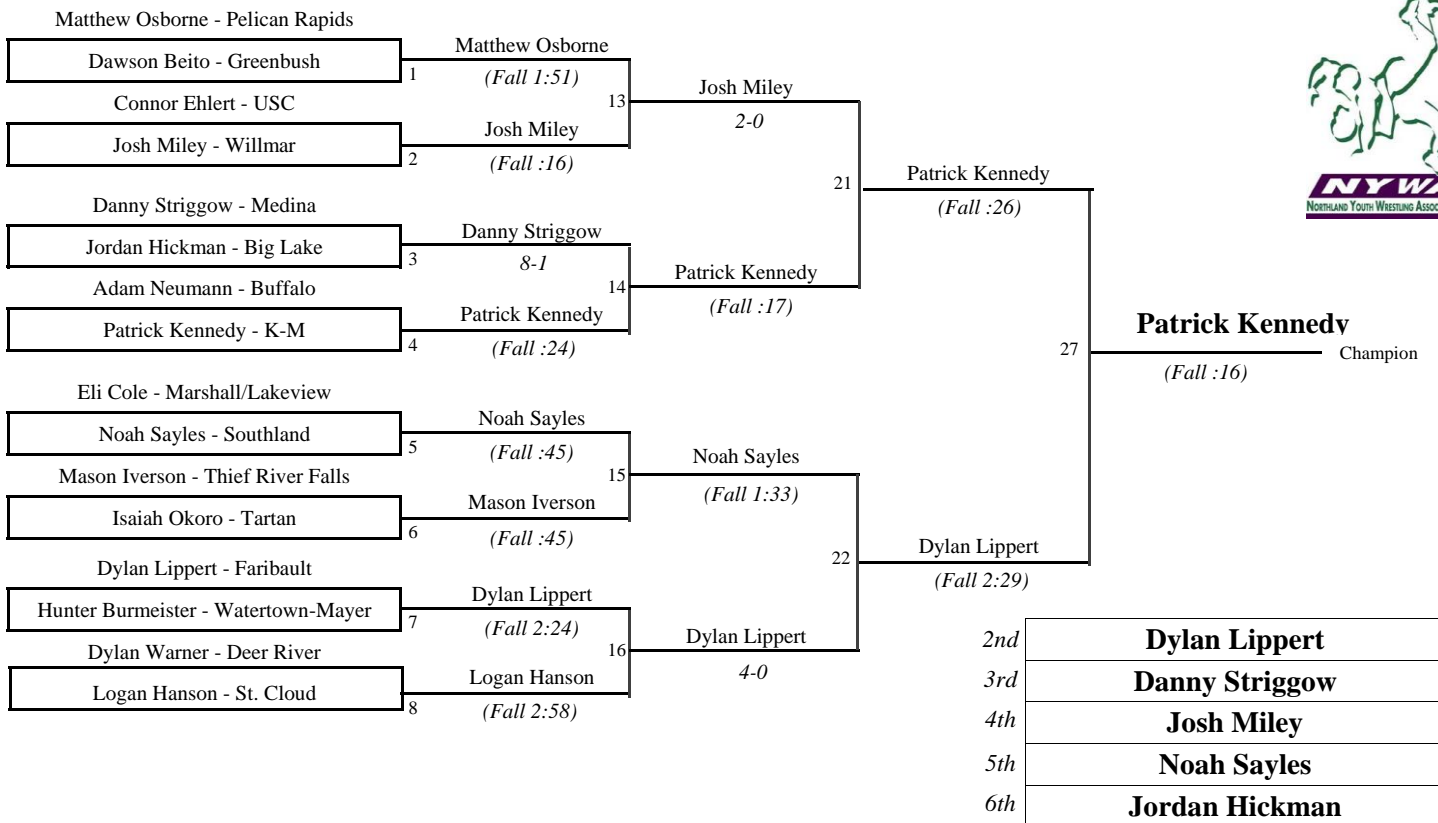 Matthew Osborne - Pelican Rapids
Dawson Beito - Greenbush
1
Connor Ehlert - USC
Josh Miley - Willmar
2
Danny Striggow - Medina
Jordan Hickman - Big Lake
3
Adam Neumann - Buffalo
Patrick Kennedy - K-M
4
Eli Cole - Marshall/Lakeview
Noah Sayles - Southland
5
Mason Iverson - Thief River Falls
Isaiah Okoro - Tartan
6
Dylan Lippert - Faribault
Hunter Burmeister - Watertown-Mayer
7
Dylan Warner - Deer River
Logan Hanson - St. Cloud
8
Matthew Osborne
(Fall 1:51)
13
Josh Miley
(Fall :16)
Danny Striggow
8-1
14
Patrick Kennedy
(Fall :24)
Noah Sayles
(Fall :45)
15
Mason Iverson
(Fall :45)
Dylan Lippert
(Fall 2:24)
16
Logan Hanson
(Fall 2:58)
Josh Miley
2-0
21
Patrick Kennedy
(Fall :17)
Noah Sayles
(Fall 1:33)
22
Dylan Lippert
4-0
Patrick Kennedy
(Fall :26)
27
Dylan Lippert
(Fall 2:29)
Patrick Kennedy
Champion
(Fall :16)
NYW
NORTHLAND YOUTH WRESTLING ASSOC
2nd Dylan Lippert
3rd Danny Striggow
4th Josh Miley
5th Noah Sayles
6th Jordan Hickman